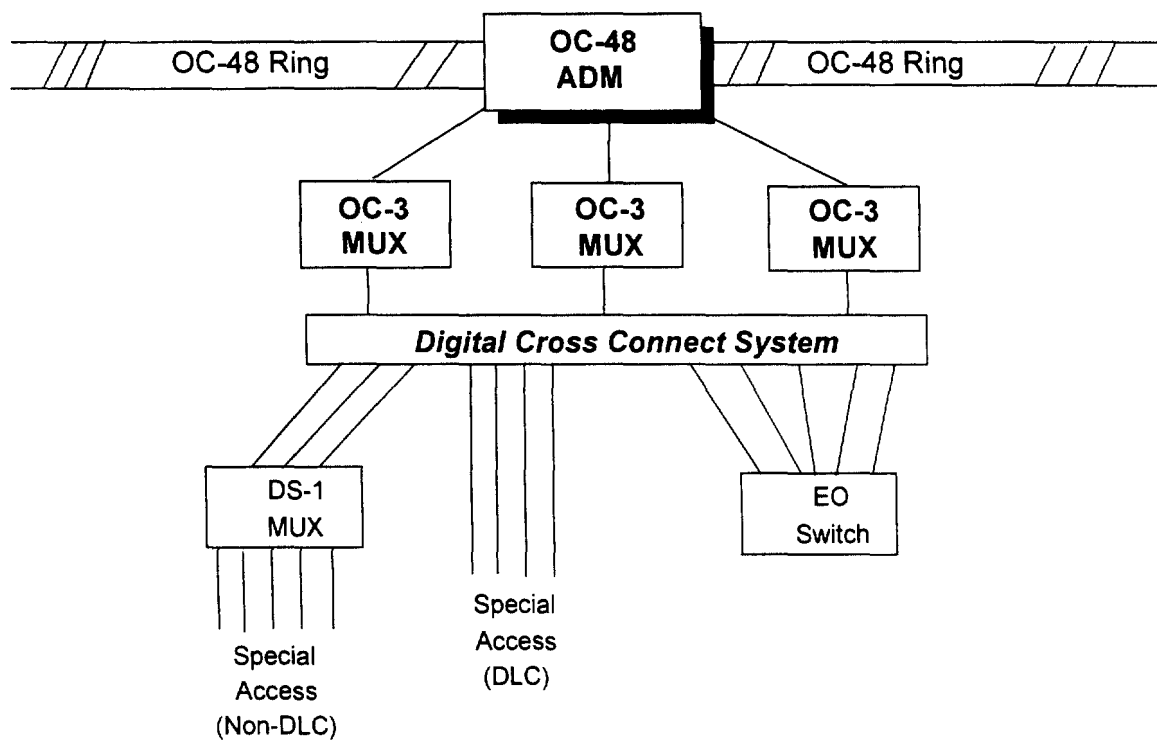 OC-48 Ring
OC-48
ADM
OC-48 Ring
OC-3
MUX
OC-3
MUX
OC-3
MUX
Digital Cross Connect System
DS-1
MUX
EO
Switch
Special
Access
(DLC)
Special
Access
(Non-DLC)